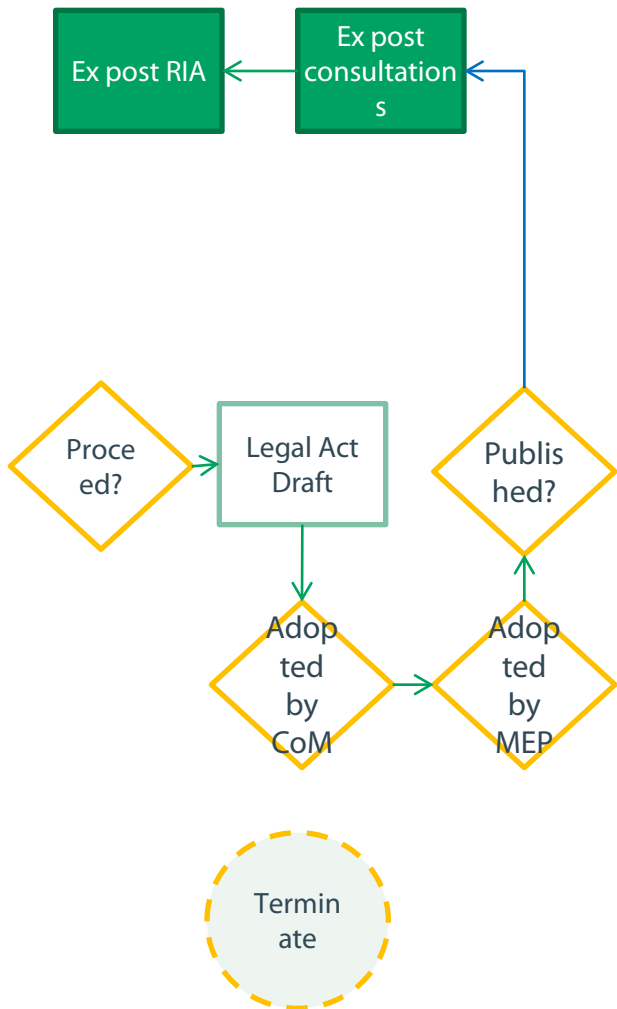 Ex post RIA
Ex post
consultation
s
Proce
ed?
Legal Act
Draft
Publis
hed?
Adop
ted
by
CoM
Adop
ted
by
MEP
Termin
ate